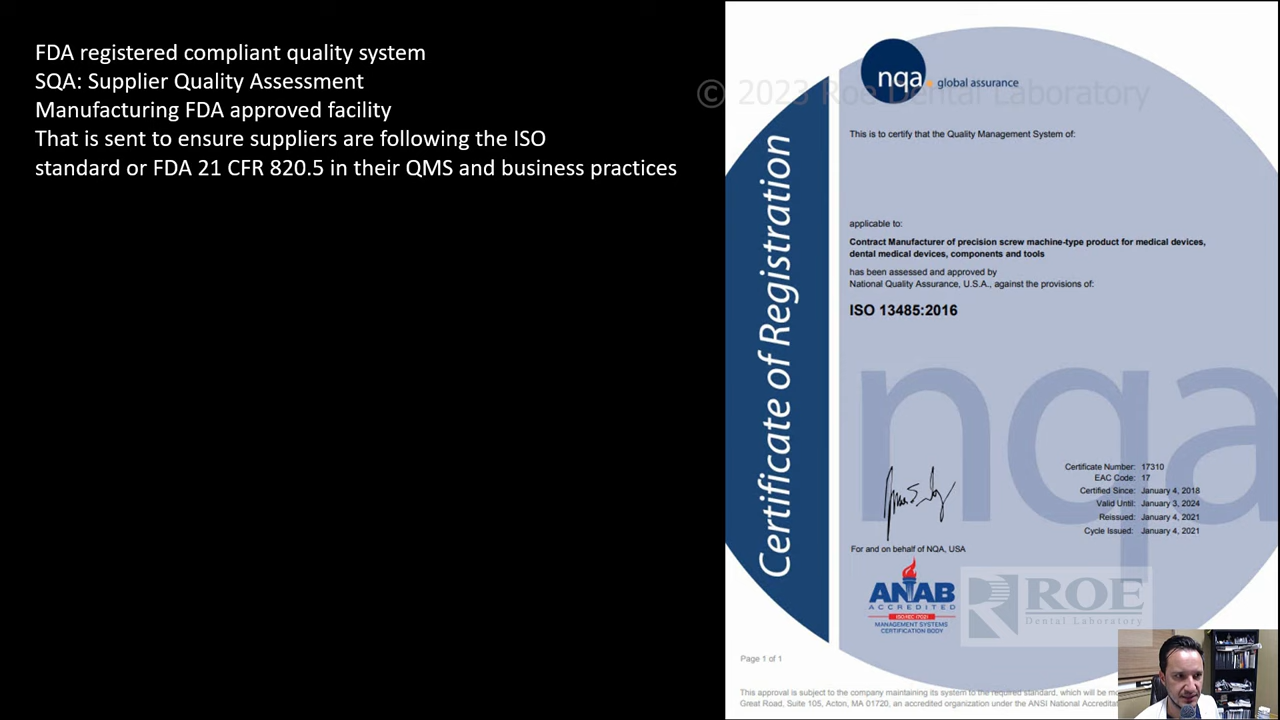 FDA registered compliant quality system
SQA: Supplier Quality Assessment
Manufacturing FDA approved facility
That is sent to ensure suppliers are following the ISO
standard or FDA 21 CFR 820.5 in their QMS and business practices
© 2023 Roe Dental Laboratory
nqa. global assurance
Certificate of Registration
This is to certify that the Quality Management System of:
applicable to:
Contract Manufacturer of precision screw machine-type product for medical devices,
dental medical devices, components and tools
has been assessed and approved by
National Quality Assurance, U.S.A., against the provisions of:
ISO 13485:2016
nqa
Certificate Number: 17310
EAC Code: 17
Certified Since: January 4, 2018
Valid Until: January 3, 2024
Reissued: January 4, 2021
Cycle Issued: January 4, 2021
For and on behalf of NQA, USA
ANAB
ACCREDITED
ISO/IEC 17021
MANAGEMENT SYSTEMS
CERTIFICATION BODY
R ROE
Dental Laboratory
Page 1 of 1
This approval is subject to the company maintaining its system to the required standard, which will be
Great Road, Suite 105, Acton, MA 01720, an accredited organization under the ANSI National